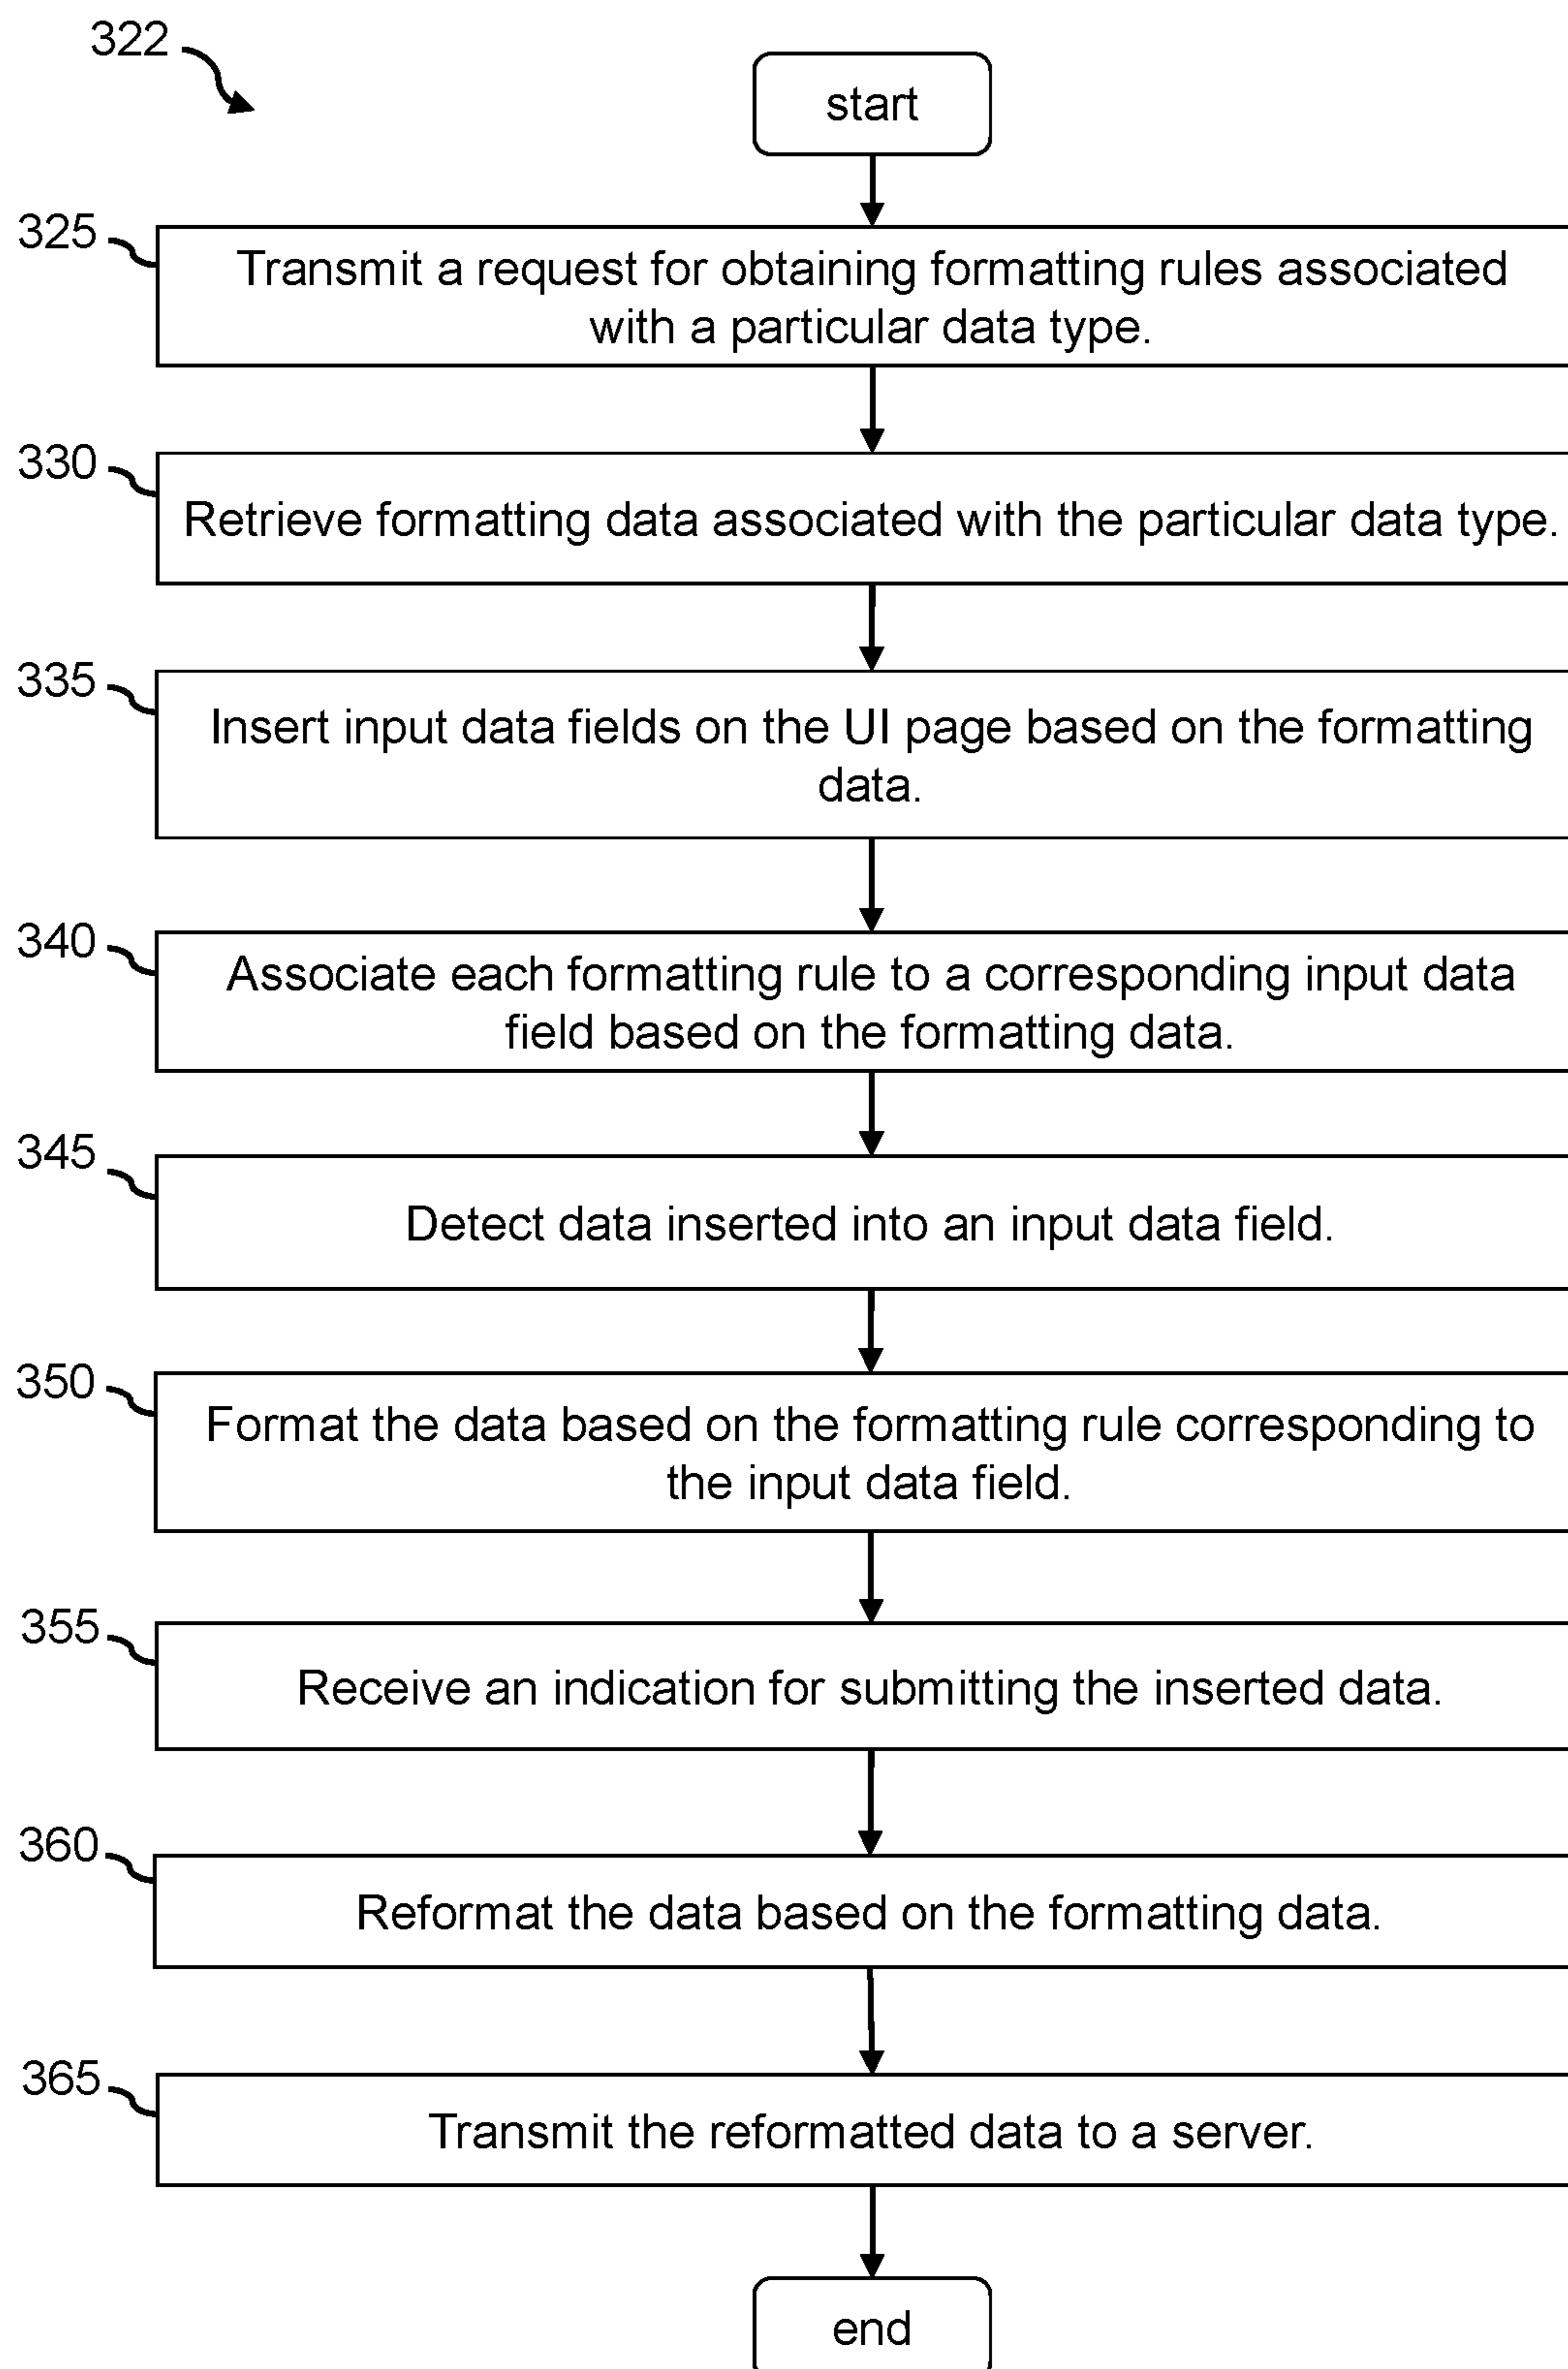 322
start
325
Transmit a request for obtaining formatting rules associated
with a particular data type.
330
Retrieve formatting data associated with the particular data type.
335
Insert input data fields on the UI page based on the formatting
data.
340
Associate each formatting rule to a corresponding input data
field based on the formatting data.
345
Detect data inserted into an input data field.
350
Format the data based on the formatting rule corresponding to
the input data field.
355
Receive an indication for submitting the inserted data.
360
Reformat the data based on the formatting data.
365
Transmit the reformatted data to a server.
end